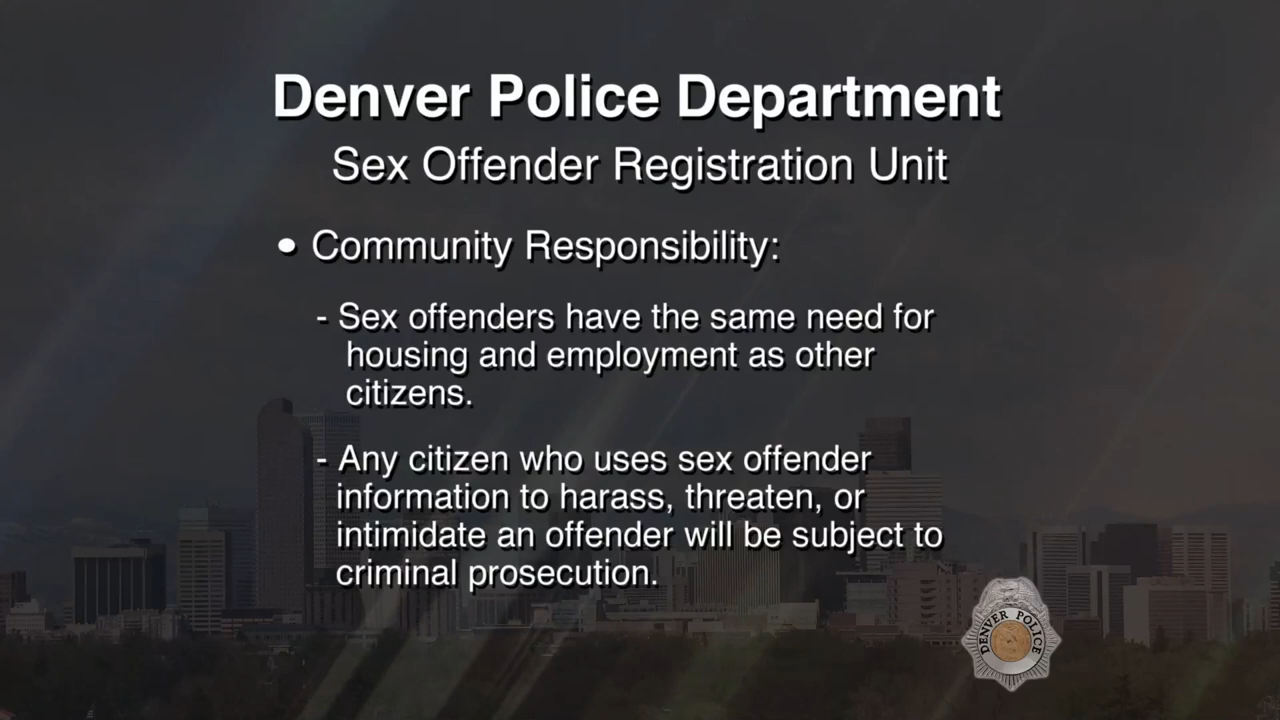 Denver Police Department
Sex Offender Registration Unit
• Community Responsibility:
- Sex offenders have the same need for
housing and employment as other
citizens.
- Any citizen who uses sex offender
information to harass, threaten, or
intimidate an offender will be subject to
criminal prosecution.
DENVER POLICE